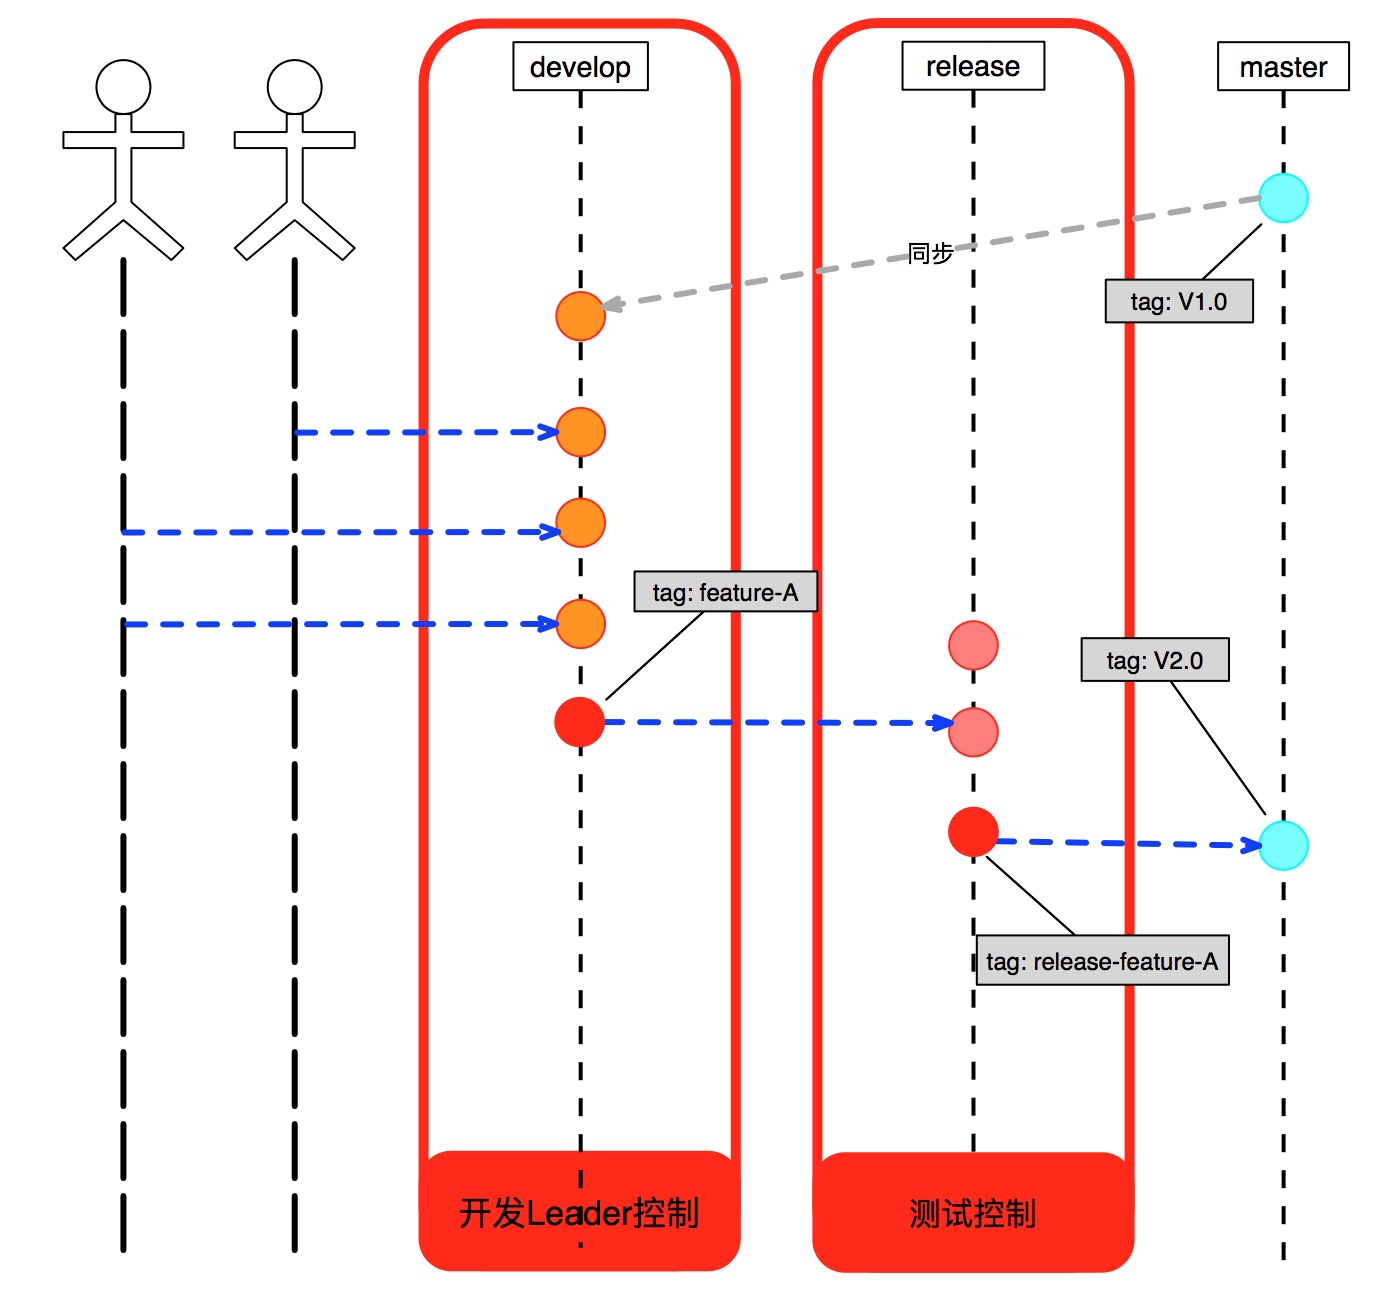 develop
release
master
同步
tag: V1.0
tag: feature-A
tag: V2.0
tag: release-feature-A
开发Leader控制
测试控制